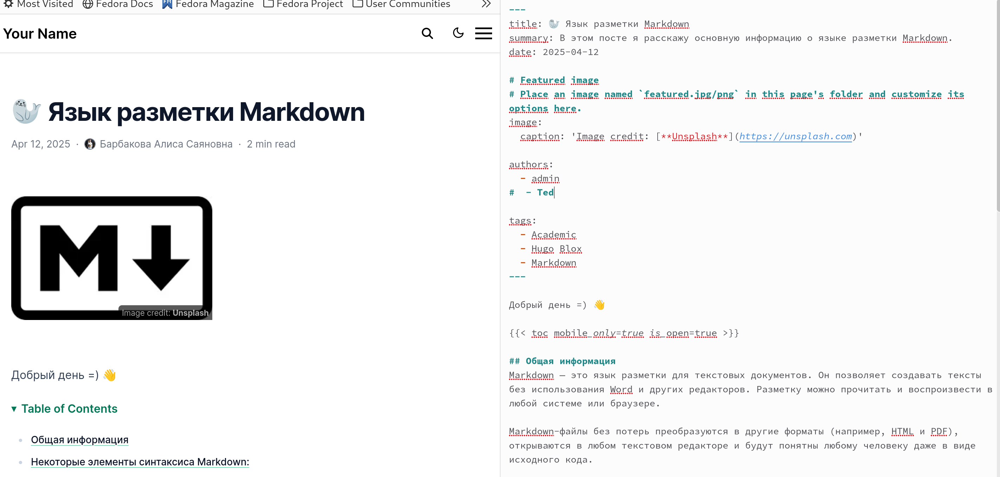 Most Visited Fedora Docs Fedora Magazine Fedora Project User Communities
Your Name
🦭 Язык разметки Markdown
Apr 12, 2025 · Барбакова Алиса Саяновна · 2 min read
M
Image credit: Unsplash
Добрый день =) 👋
▼ Table of Contents
Общая информация
Некоторые элементы синтаксиса Markdown:
---
title: 🦭 Язык разметки Markdown
summary: В этом посте я расскажу основную информацию о языке разметки Markdown.
date: 2025-04-12
# Featured image
# Place an image named `featured.jpg/png` in this page's folder and customize its
options here.
image:
  caption: 'Image credit: [**Unsplash**](https://unsplash.com)'
authors:
  - admin
#  - Ted
tags:
  - Academic
  - Hugo Blox
  - Markdown
---
Добрый день =) 👋
{{< toc mobile_only=true is_open=true >}}
## Общая информация
Markdown — это язык разметки для текстовых документов. Он позволяет создавать тексты
без использования Word и других редакторов. Разметку можно прочитать и воспроизвести в
любой системе или браузере.
Markdown-файлы без потерь преобразуются в другие форматы (например, HTML и PDF),
открываются в любом текстовом редакторе и будут понятны любому человеку даже в виде
исходного кода.